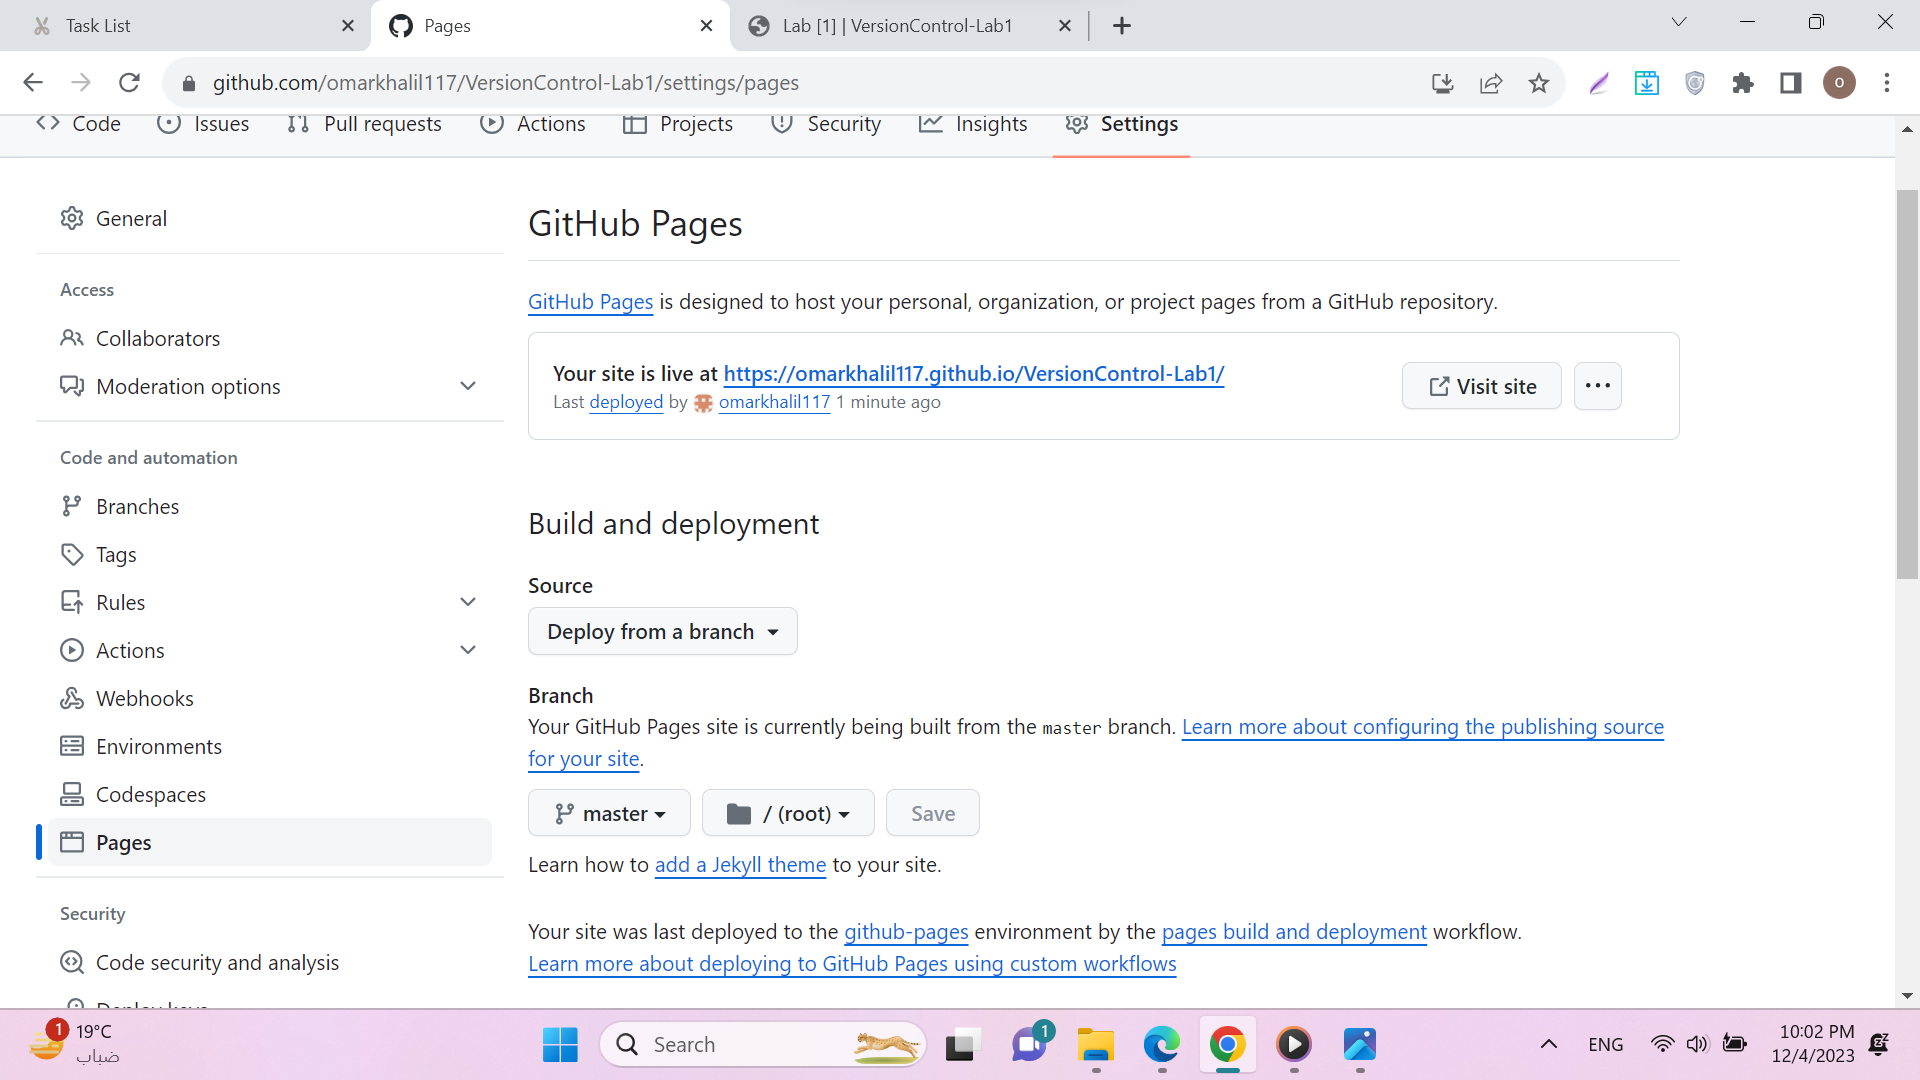 Task List
Pages
Lab [1] | VersionControl-Lab1
github.com/omarkhalil117/VersionControl-Lab1/settings/pages
O
Code
Issues
Pull requests
Actions
Projects
Security
Insights
Settings
General
Access
Collaborators
Moderation options
Code and automation
Branches
Tags
Rules
Actions
Webhooks
Environments
Codespaces
Pages
Security
Code security and analysis
Deploy keys
GitHub Pages
GitHub Pages is designed to host your personal, organization, or project pages from a GitHub repository.
Your site is live at https://omarkhalil117.github.io/VersionControl-Lab1/
Last deployed by omarkhalil117 1 minute ago
Visit site
Build and deployment
Source
Deploy from a branch
Branch
Your GitHub Pages site is currently being built from the master branch. Learn more about configuring the publishing source
for your site.
master
/ (root)
Save
Learn how to add a Jekyll theme to your site.
Your site was last deployed to the github-pages environment by the pages build and deployment workflow.
Learn more about deploying to GitHub Pages using custom workflows
1
19°C
ضباب
Search
1
ENG
10:02 PM
12/4/2023